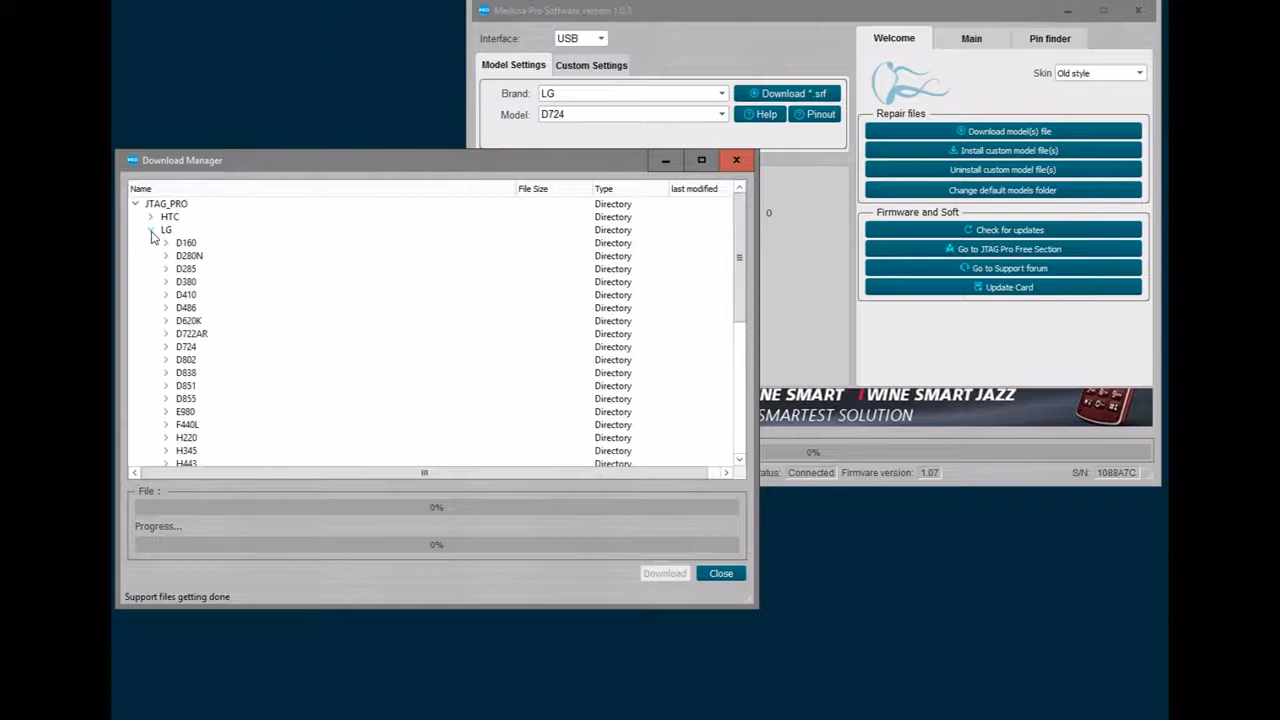 Medusa Pro Software version 1.0.3
Interface: USB
Model Settings Custom Settings
Brand: LG Download *.srf
Model: D724 Help Pinout
Welcome Main Pin finder
Skin Old style
Repair files
Download model(s) file
Install custom model file(s)
Uninstall custom model file(s)
Change default models folder
Firmware and Soft
Check for updates
Go to JTAG Pro Free Section
Go to Support forum
Update Card
0
WINE SMART WINE SMART JAZZ
SMARTEST SOLUTION
0%
atus: Connected Firmware version: 1.07 S/N: 1088A7C
Download Manager
Name File Size Type last modified
JTAG_PRO Directory
HTC Directory
LG Directory
D160 Directory
D280N Directory
D285 Directory
D380 Directory
D410 Directory
D486 Directory
D620K Directory
D722AR Directory
D724 Directory
D802 Directory
D838 Directory
D851 Directory
D855 Directory
E980 Directory
F440L Directory
H220 Directory
H345 Directory
H443 Directory
File :
0%
Progress...
0%
Download Close
Support files getting done